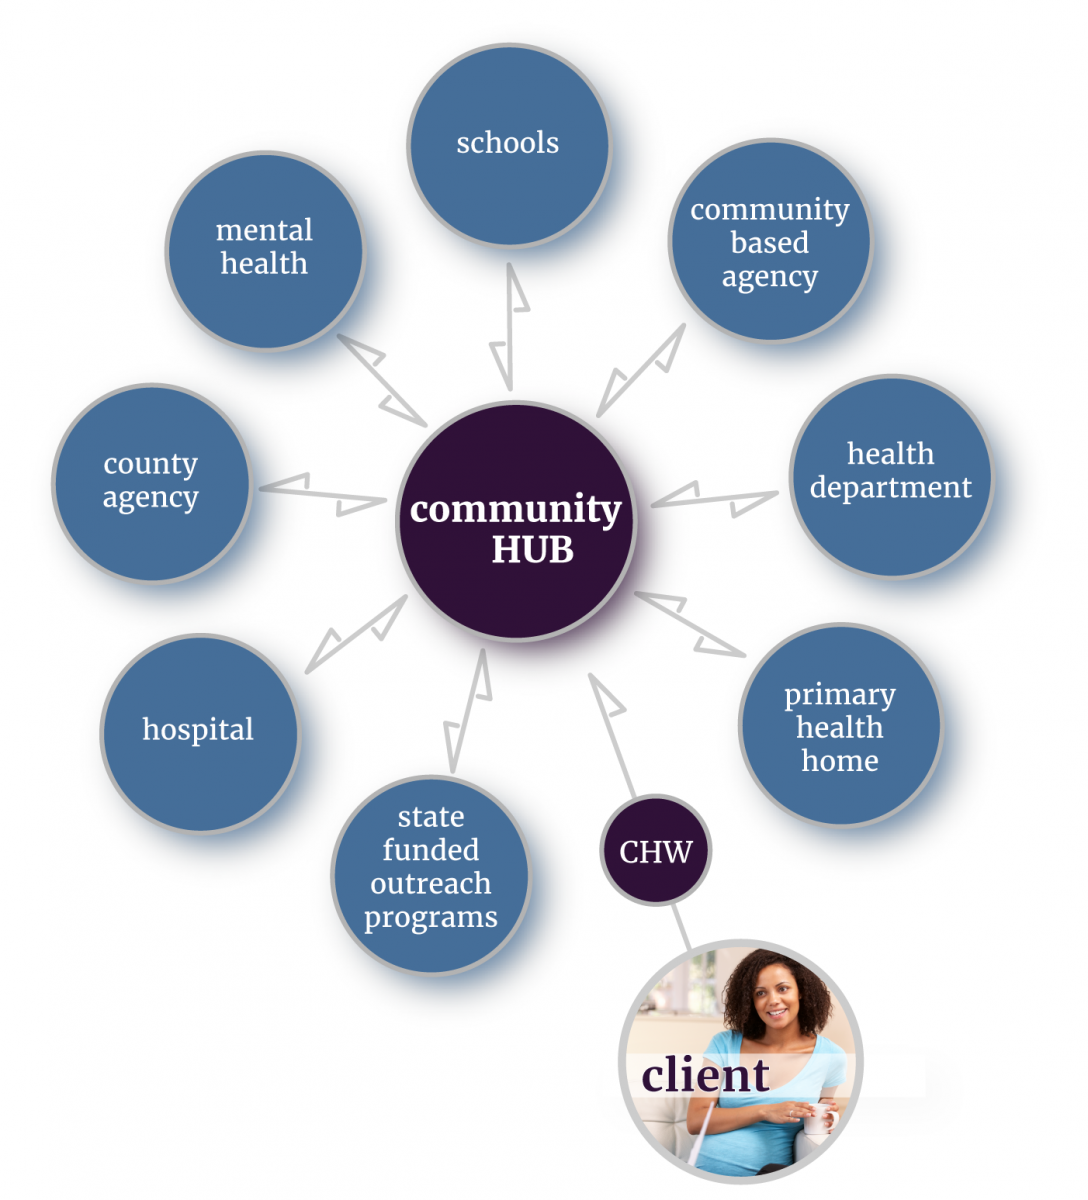 schools
community
based
agency
mental
health
health
department
county
agency
community
HUB
primary
health
home
hospital
state
funded
outreach
programs
CHW
client